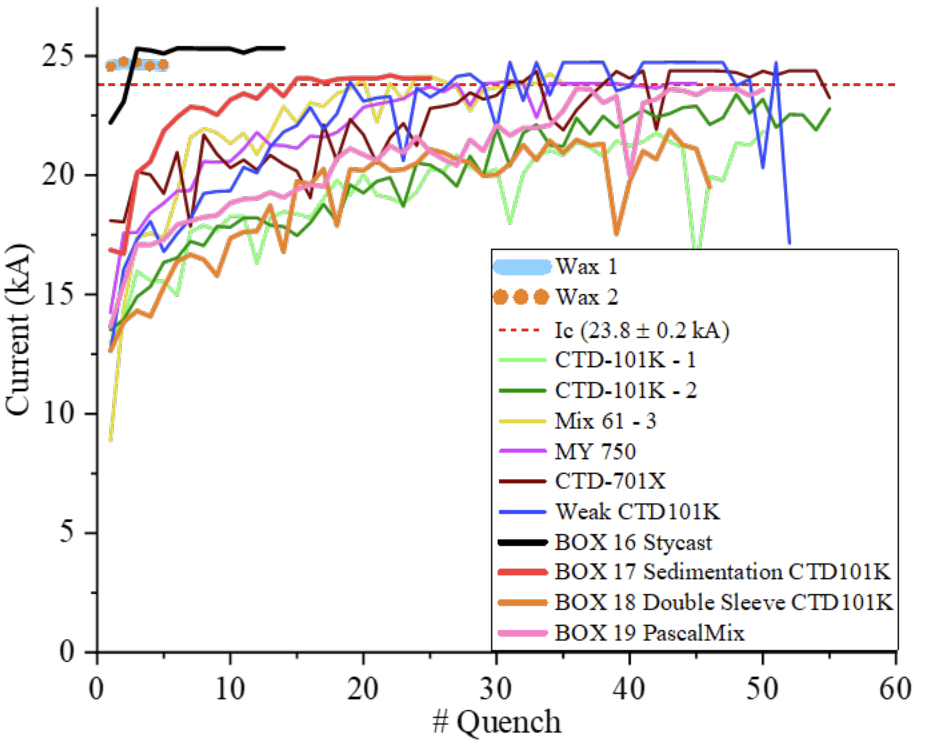 25
20
15
10
5
0
Current (kA)
0 10 20 30 40 50 60
# Quench
Wax 1
Wax 2
Ic (23.8 ± 0.2 kA)
CTD-101K - 1
CTD-101K - 2
Mix 61 - 3
MY 750
CTD-701X
Weak CTD101K
BOX 16 Stycast
BOX 17 Sedimentation CTD101K
BOX 18 Double Sleeve CTD101K
BOX 19 PascalMix